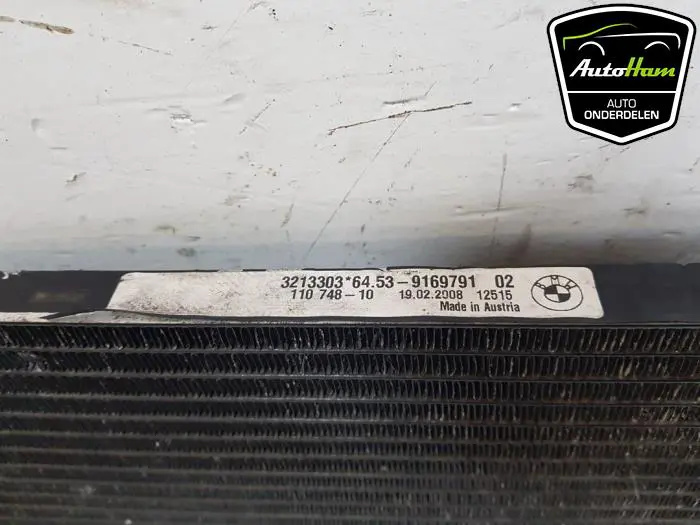 AutoHam
AUTO
ONDERDELEN
3213303*64.53-9169791 02
110 748-10 19.02.2008 12515
Made in Austria
BMW